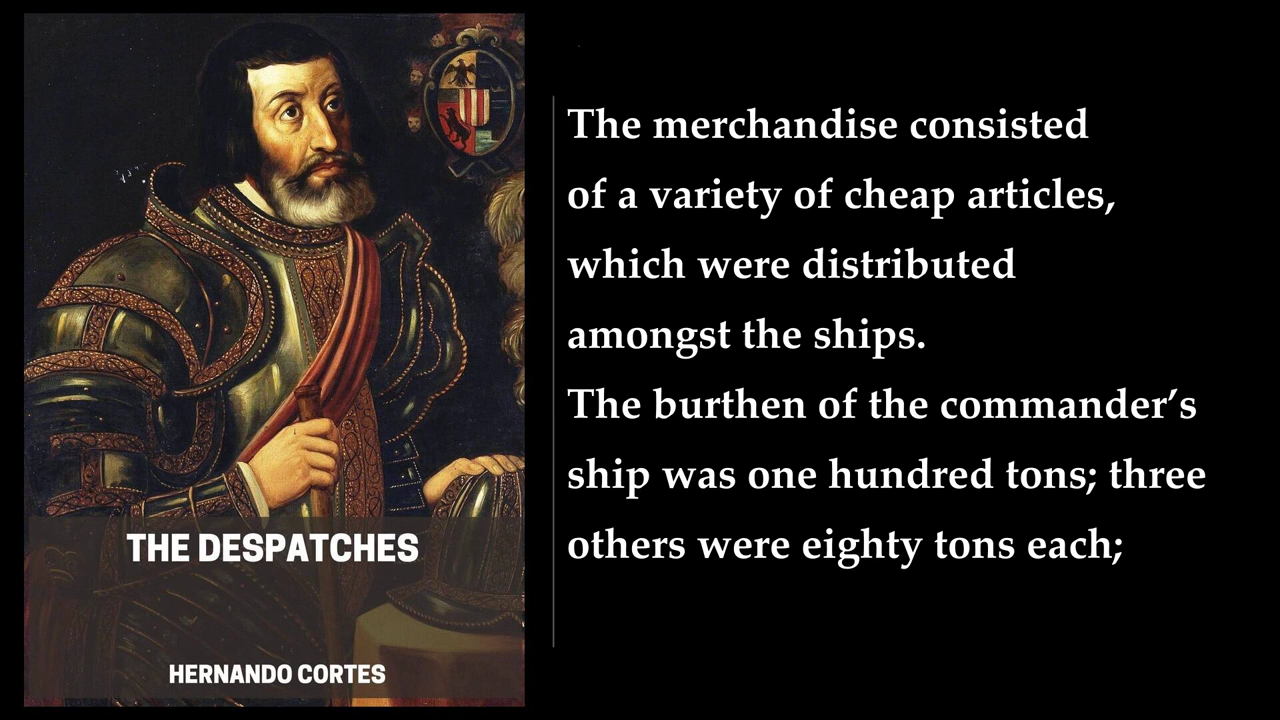 THE DESPATCHES
HERNANDO CORTES
The merchandise consisted
of a variety of cheap articles,
which were distributed
amongst the ships.
The burthen of the commander’s
ship was one hundred tons; three
others were eighty tons each;